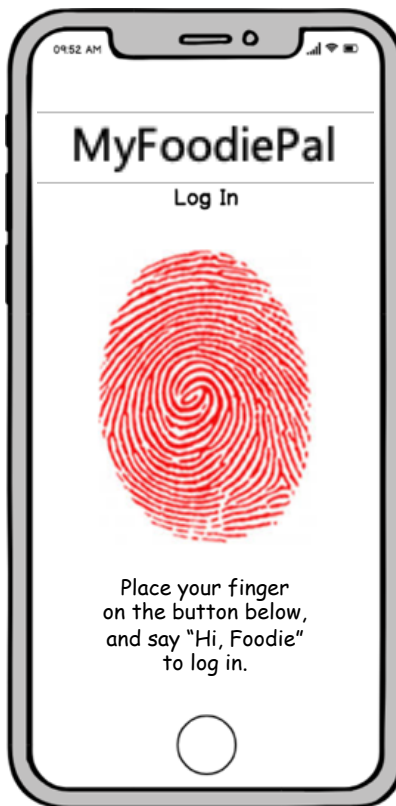 09:52 AM
MyFoodiePal
Log In
Place your finger
on the button below,
and say “Hi, Foodie”
to log in.